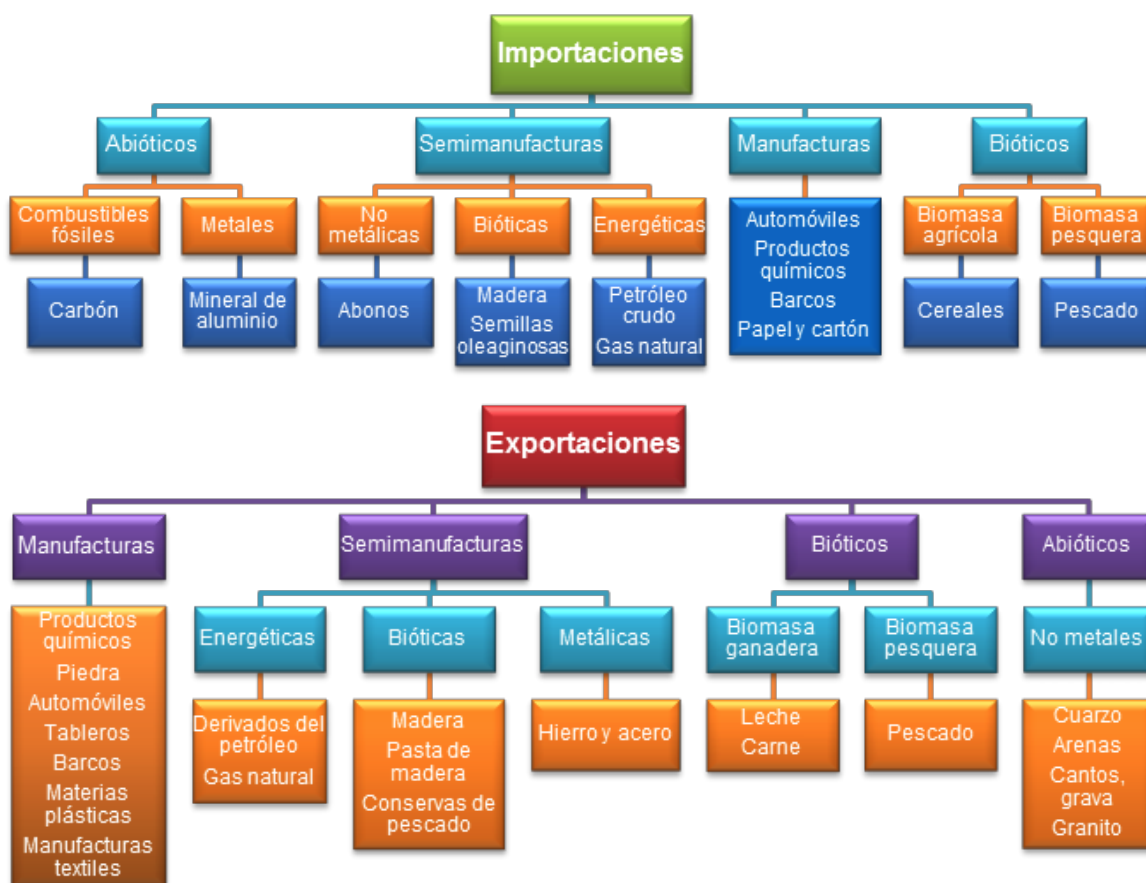 Importaciones
Abióticos
Semimanufacturas
Manufacturas
Bióticos
Combustibles
fósiles
Metales
No
metálicas
Bióticas
Energéticas
Automóviles
Productos
químicos
Barcos
Papel y cartón
Biomasa
agrícola
Biomasa
pesquera
Carbón
Mineral de
aluminio
Abonos
Madera
Semillas
oleaginosas
Petróleo
crudo
Gas natural
Cereales
Pescado
Exportaciones
Manufacturas
Semimanufacturas
Bióticos
Abióticos
Productos
químicos
Piedra
Automóviles
Tableros
Barcos
Materias
plásticas
Manufacturas
textiles
Energéticas
Bióticas
Metálicas
Biomasa
ganadera
Biomasa
pesquera
No metales
Derivados del
petróleo
Gas natural
Madera
Pasta de
madera
Conservas de
pescado
Hierro y acero
Leche
Carne
Pescado
Cuarzo
Arenas
Cantos,
grava
Granito